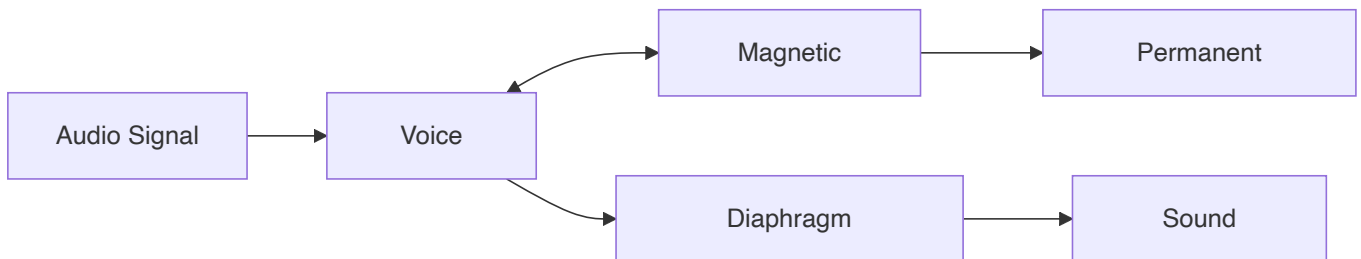 Audio Signal
Voice
Magnetic
Permanent
Diaphragm
Sound